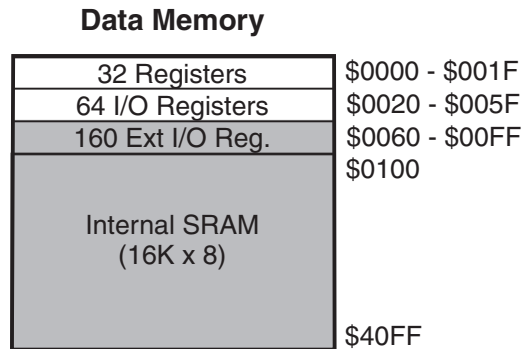 Data Memory
32 Registers $0000 - $001F
64 I/O Registers $0020 - $005F
160 Ext I/O Reg. $0060 - $00FF
$0100
Internal SRAM
(16K x 8)
$40FF